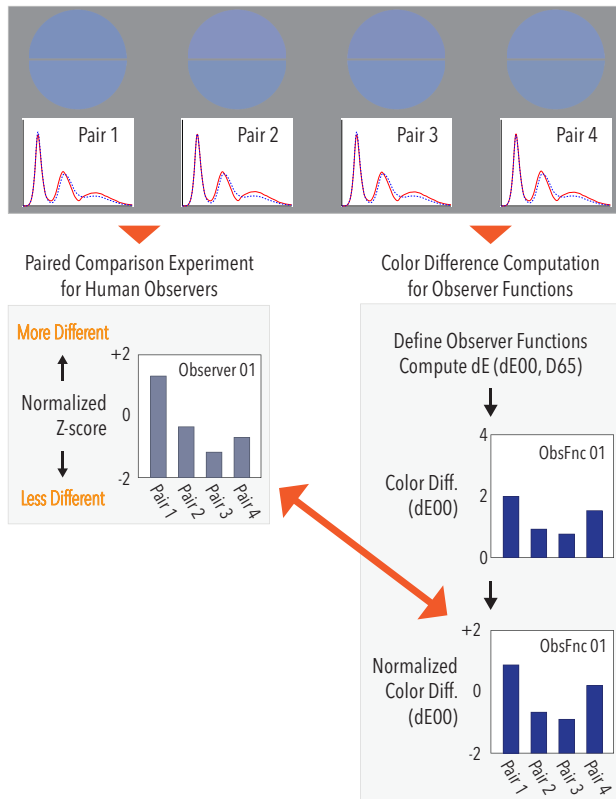 Pair 1
Pair 2
Pair 3
Pair 4
Paired Comparison Experiment
for Human Observers
More Different
Normalized
Z-score
Less Different
+2
0
-2
Observer 01
Pair 1
Pair 2
Pair 3
Pair 4
Color Difference Computation
for Observer Functions
Define Observer Functions
Compute dE (dE00, D65)
Color Diff.
(dE00)
4
2
0
ObsFnc 01
Normalized
Color Diff.
(dE00)
+2
0
-2
ObsFnc 01
Pair 1
Pair 2
Pair 3
Pair 4